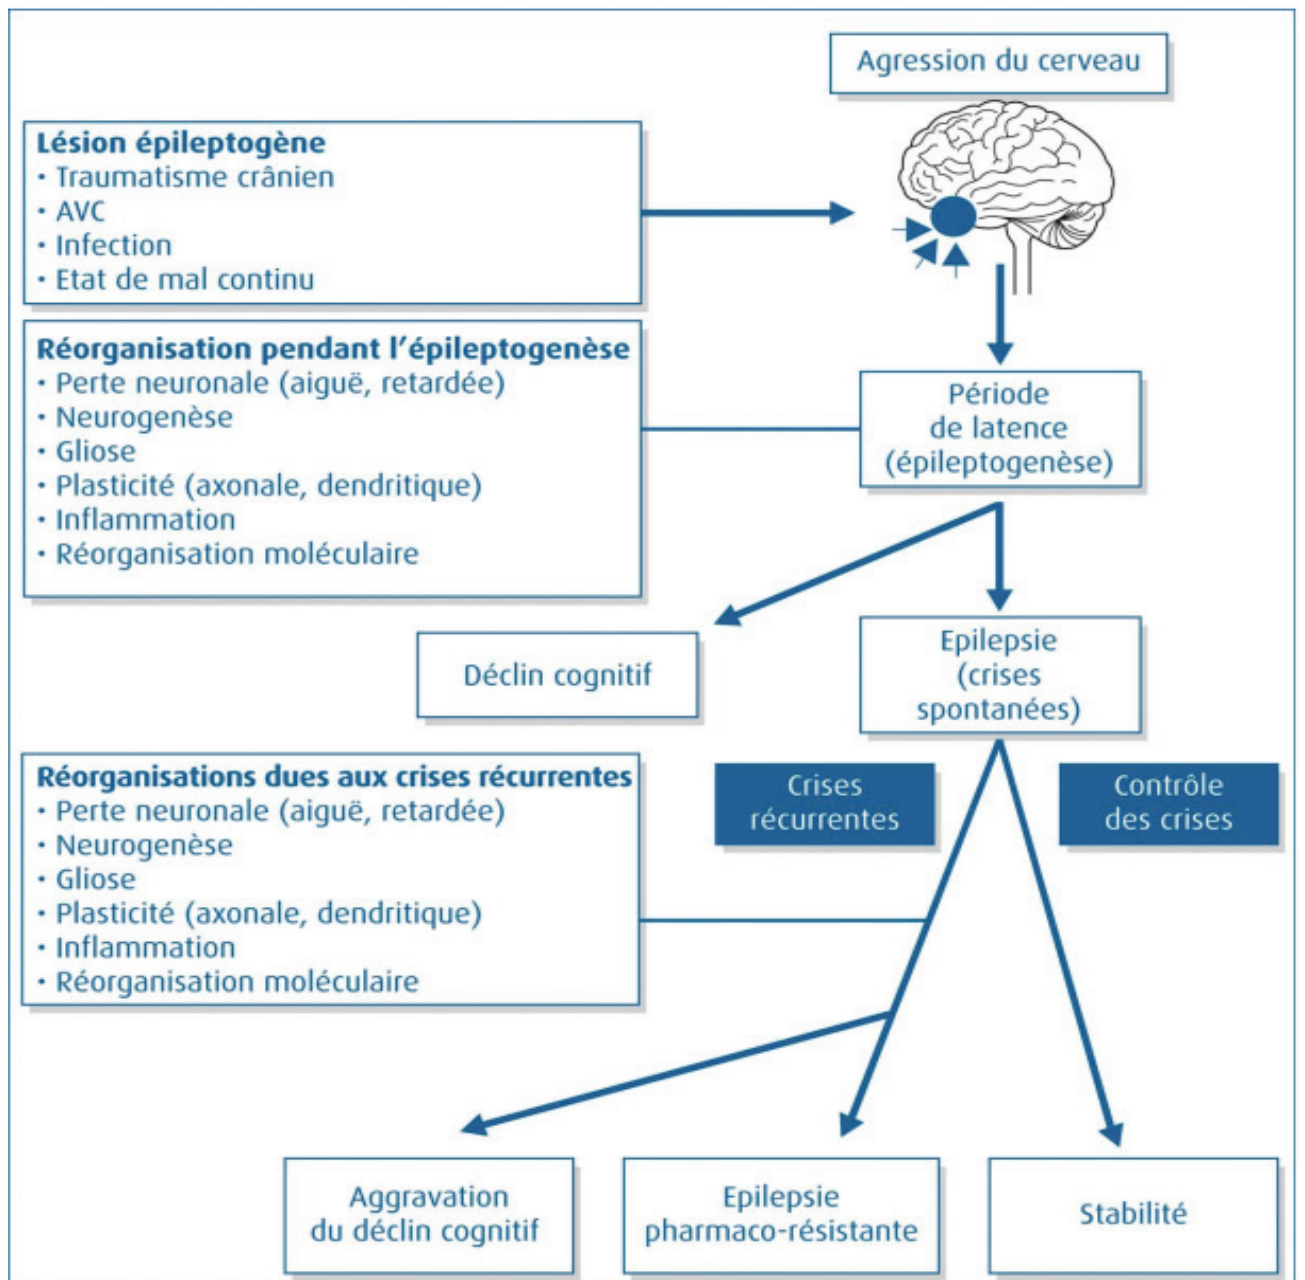 Agression du cerveau
Lésion épileptogène
· Traumatisme crânien
· AVC
· Infection
· Etat de mal continu
Réorganisation pendant l'épileptogenèse
· Perte neuronale (aiguë, retardée)
· Neurogenèse
· Gliose
· Plasticité (axonale, dendritique)
· Inflammation
· Réorganisation moléculaire
Période
de latence
(épileptogenèse)
Déclin cognitif
Epilepsie
(crises
spontanées)
Réorganisations dues aux crises récurrentes
· Perte neuronale (aiguë, retardée)
· Neurogenèse
· Gliose
· Plasticité (axonale, dendritique)
· Inflammation
· Réorganisation moléculaire
Crises
récurrentes
Contrôle
des crises
Aggravation
du déclin cognitif
Epilepsie
pharmaco-résistante
Stabilité